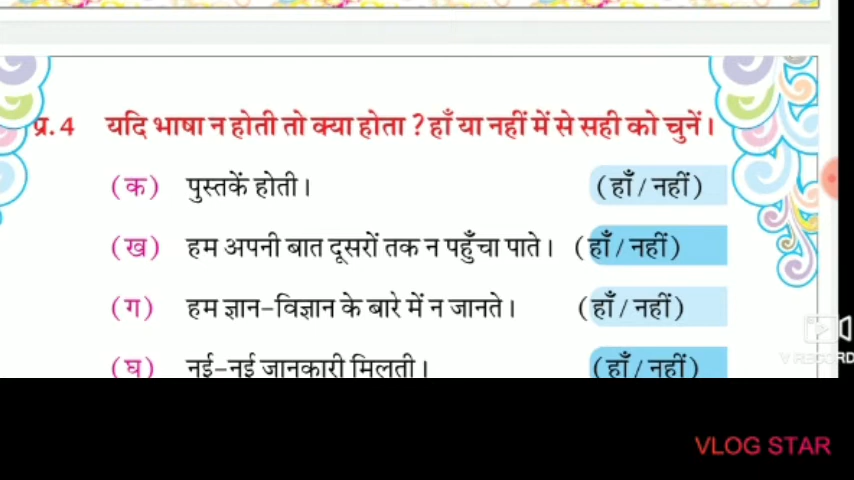 प्र. 4 यदि भाषा न होती तो क्या होता ? हाँ या नहीं में से सही को चुनें।
(क) पुस्तकें होती। (हाँ / नहीं)
(ख) हम अपनी बात दूसरों तक न पहुँचा पाते। (हाँ / नहीं)
(ग) हम ज्ञान-विज्ञान के बारे में न जानते। (हाँ / नहीं)
(घ) नई-नई जानकारी मिलती। (हाँ / नहीं)
V RECORD
VLOG STAR